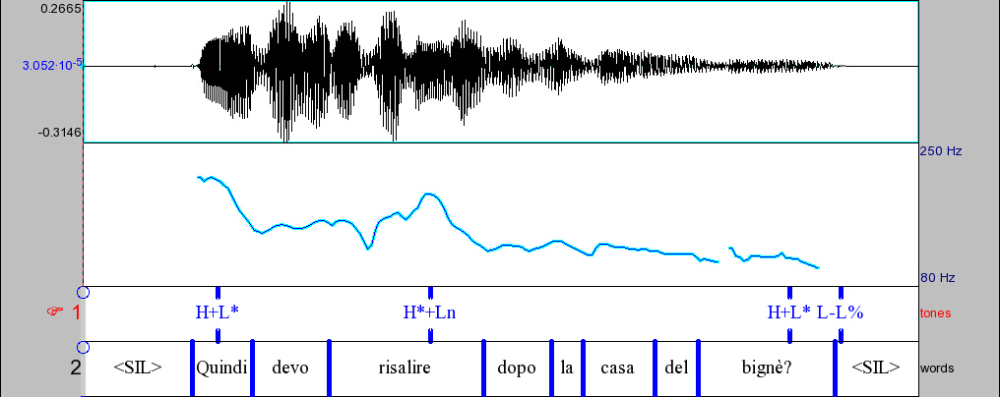 0.2665
3.052·10-5
-0.3146
250 Hz
80 Hz
☞ 1 H+L* H*+Ln H+L* L-L% tones
2 <SIL> Quindi devo risalire dopo la casa del bignè? <SIL> words